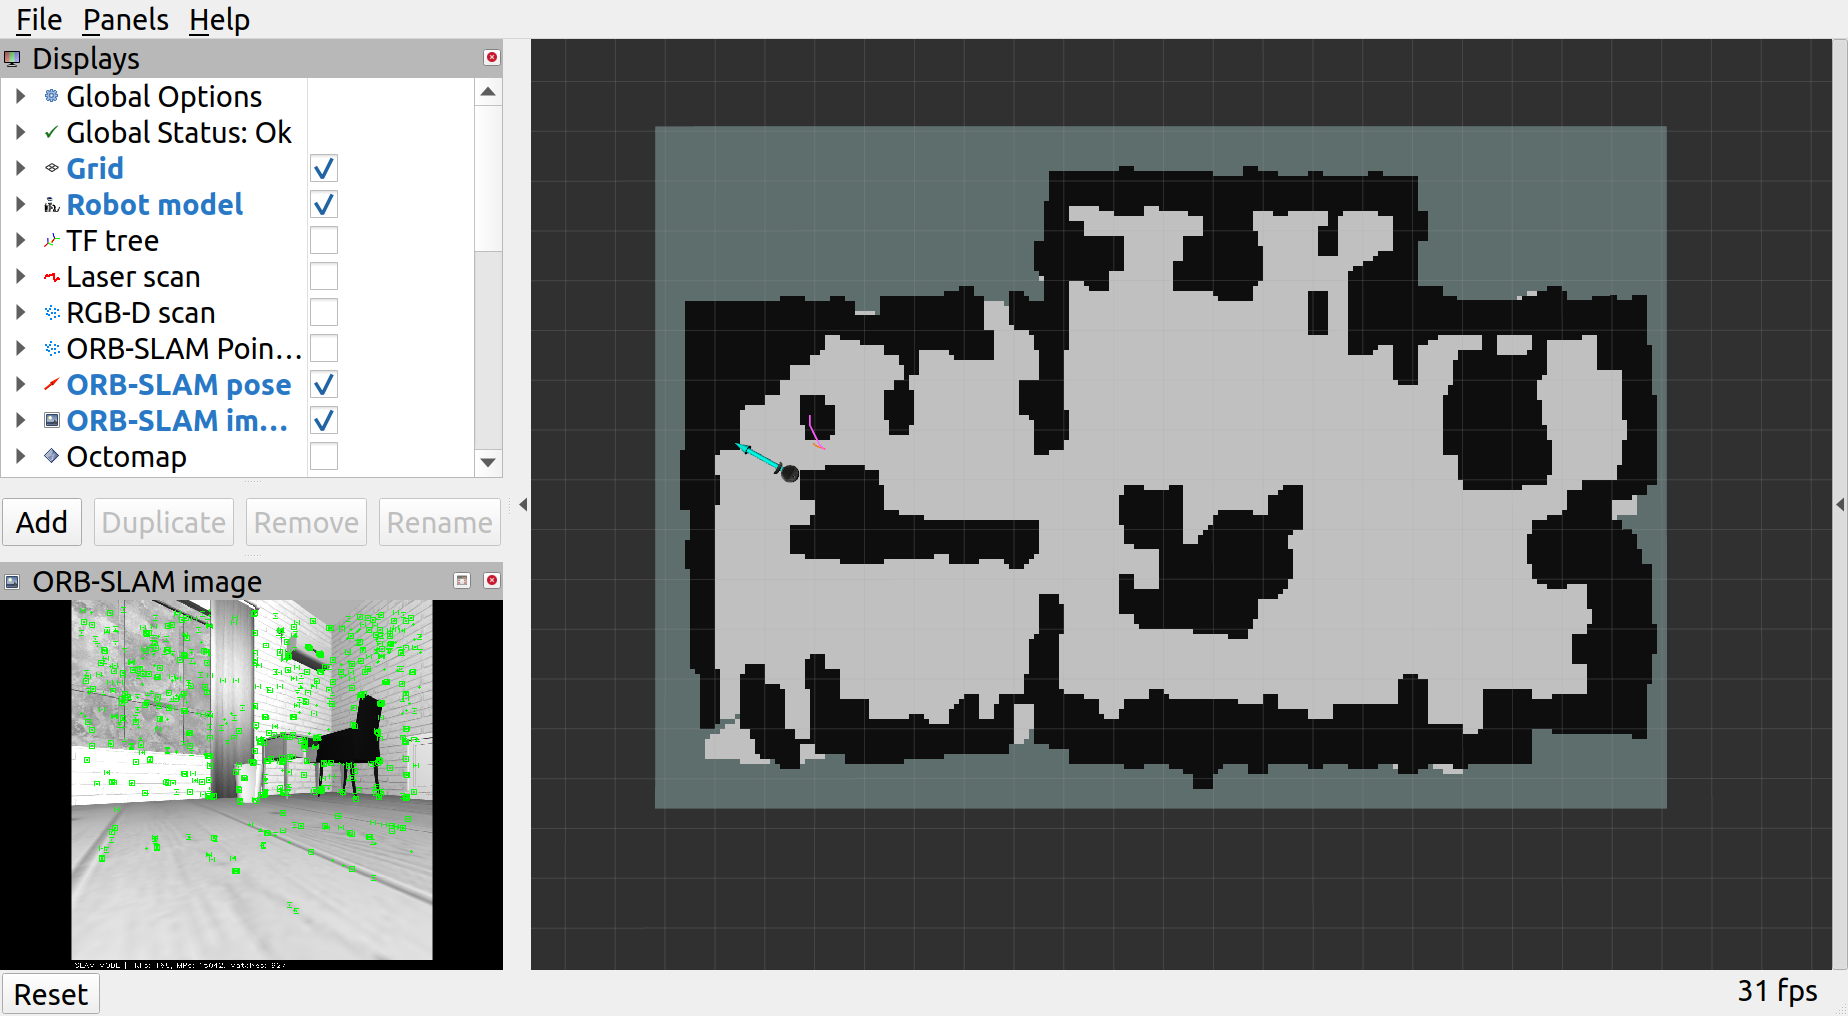 File Panels Help
Displays
Global Options
Global Status: Ok
Grid
Robot model
TF tree
Laser scan
RGB-D scan
ORB-SLAM Poin...
ORB-SLAM pose
ORB-SLAM im...
Octomap
Add Duplicate Remove Rename
ORB-SLAM image
SLAM MODE |
Reset
31 fps